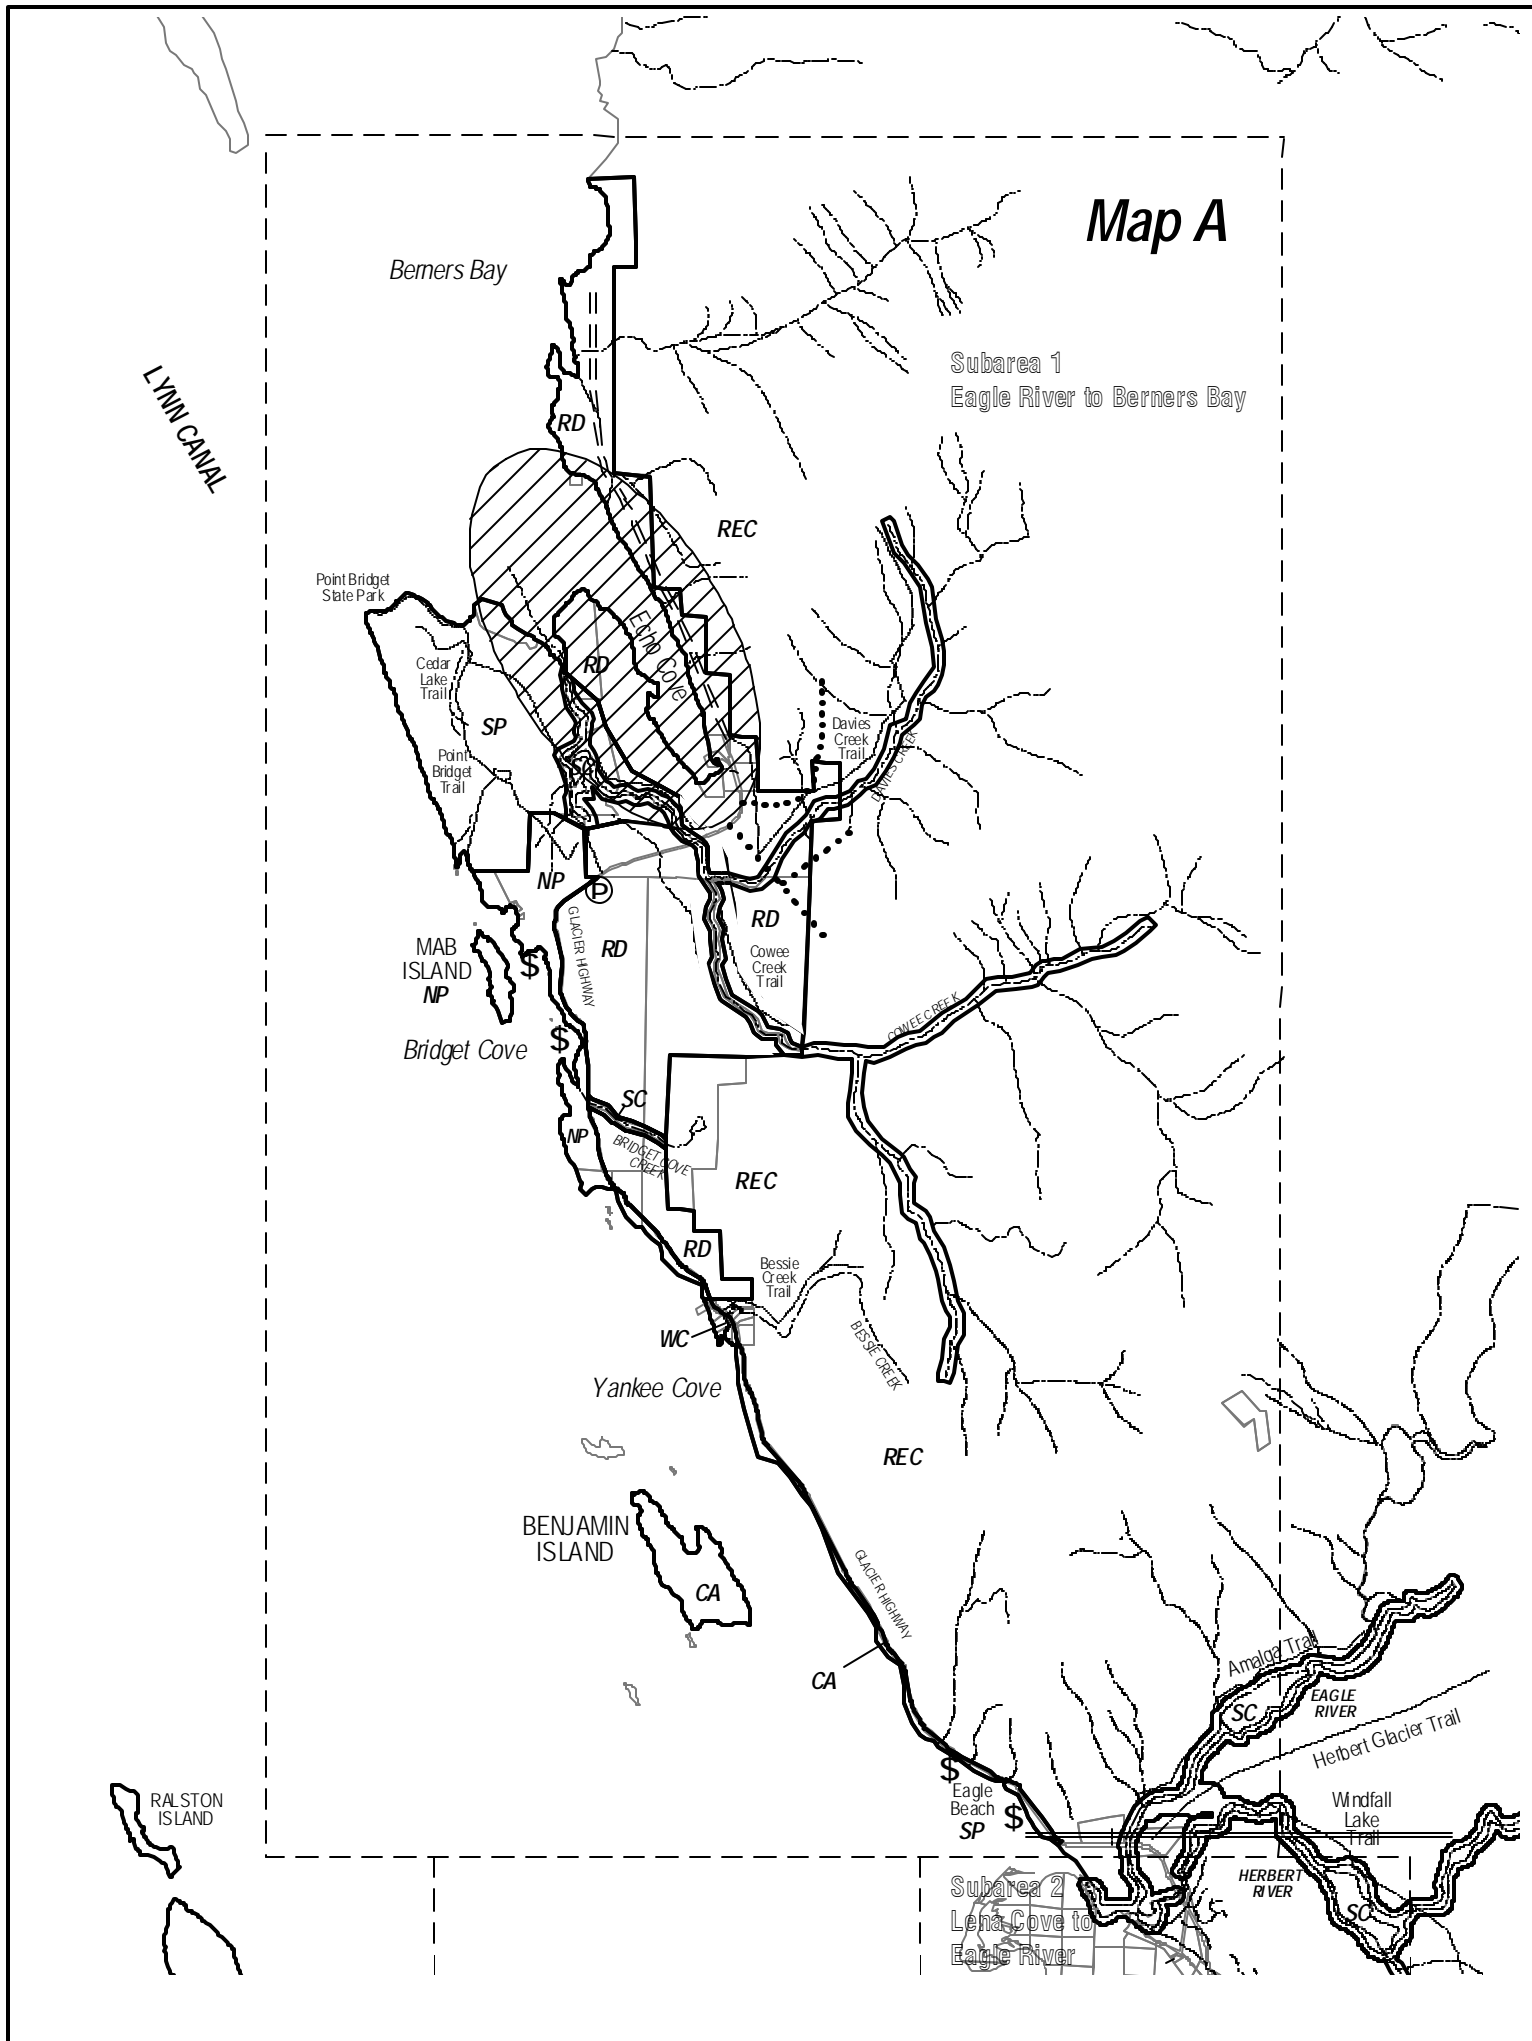 Map A
Berners Bay
Subarea 1
Eagle River to Berners Bay
LYNN CANAL
RD
REC
Point Bridget
State Park
Echo Cove
RD
Cedar
Lake
Trail
SP
Davies
Creek
Trail
DAVIES CREEK
Point
Bridget
Trail
SC
NP
P
RD
GLACIER HIGHWAY
RD
MAB
ISLAND
NP
$
Cowee
Creek
Trail
COWEE CREEK
Bridget Cove
$
SC
NP
BRIDGET COVE
CREEK
REC
RD
Bessie
Creek
Trail
WC
BESSIE CREEK
Yankee Cove
REC
BENJAMIN
ISLAND
CA
GLACIER HIGHWAY
CA
Amalga Trail
EAGLE
RIVER
SC
Herbert Glacier Trail
$
Eagle
Beach
SP
$
RALSTON
ISLAND
Windfall
Lake
Trail
HERBERT
RIVER
SC
Subarea 2
Lena Cove to
Eagle River